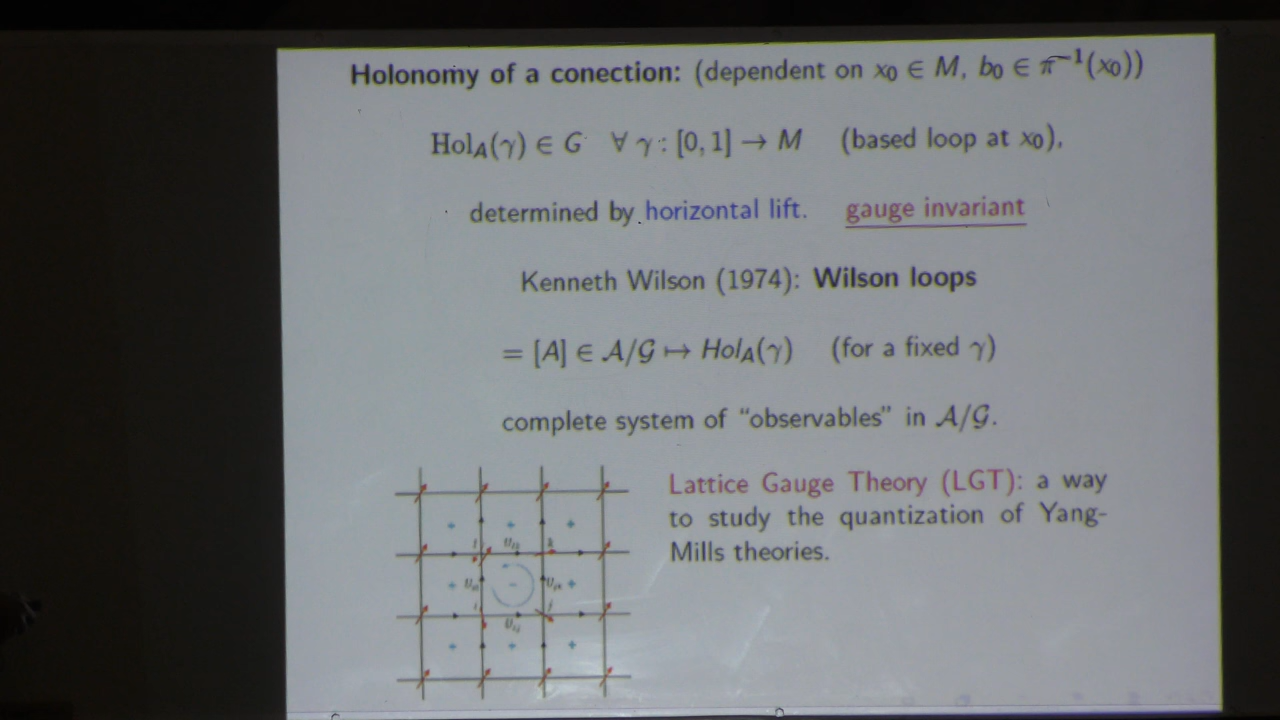 Holonomy of a conection: (dependent on x₀ ∈ M, b₀ ∈ π⁻¹(x₀))
Hol_A(γ) ∈ G ∀ γ : [0, 1] → M (based loop at x₀),
determined by horizontal lift. gauge invariant
Kenneth Wilson (1974): Wilson loops
= [A] ∈ 𝒜/𝒢 ↦ Hol_A(γ) (for a fixed γ)
complete system of “observables” in 𝒜/𝒢.
Lattice Gauge Theory (LGT): a way
to study the quantization of Yang-
Mills theories.